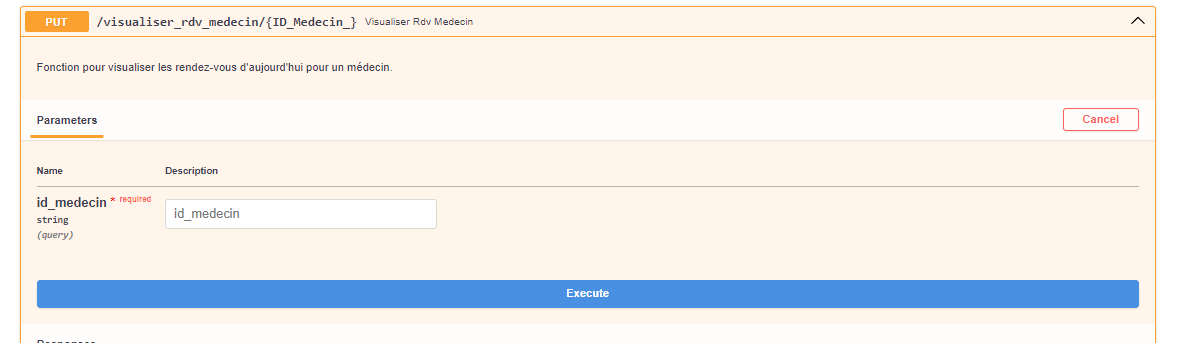 PUT /visualiser_rdv_medecin/{ID_Medecin_} Visualiser Rdv Medecin
Fonction pour visualiser les rendez-vous d'aujourd'hui pour un médecin.
Parameters Cancel
Name Description
id_medecin * required
id_medecin
string
(query)
Execute
Responses